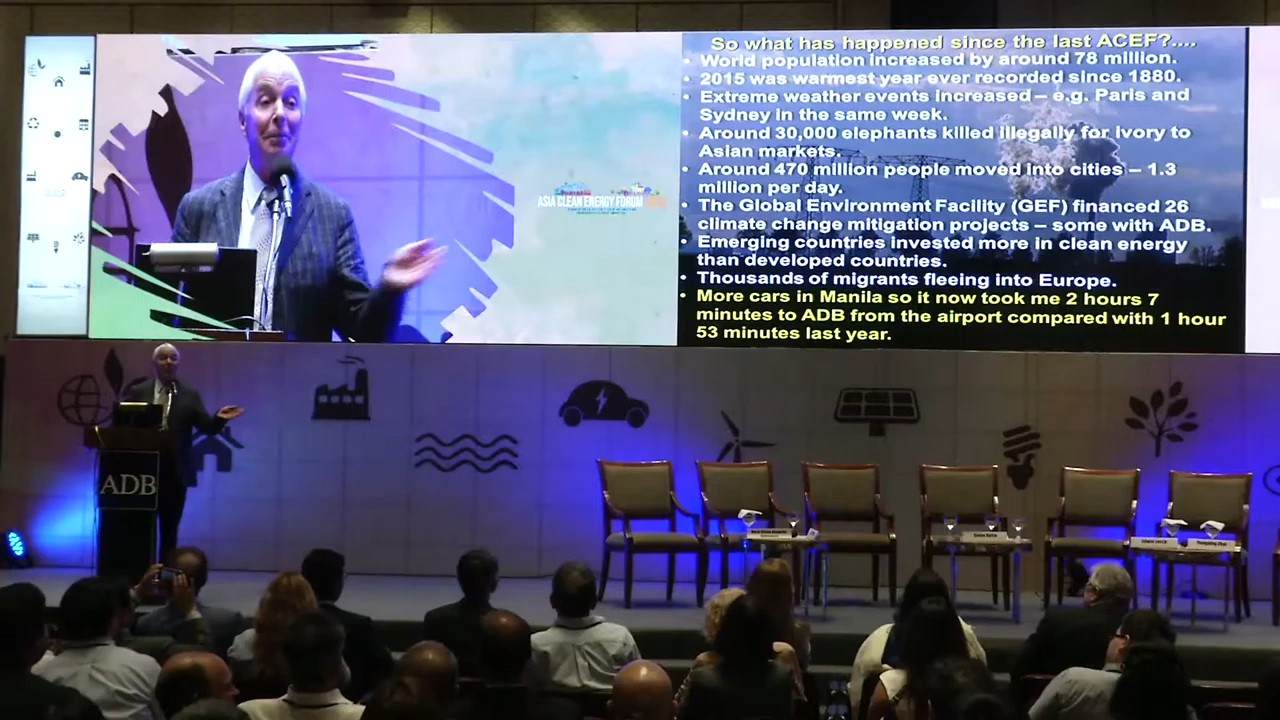 So what has happened since the last ACEF?....
• World population increased by around 78 million.
• 2015 was warmest year ever recorded since 1880.
• Extreme weather events increased – e.g. Paris and
Sydney in the same week.
• Around 30,000 elephants killed illegally for ivory to
Asian markets.
• Around 470 million people moved into cities – 1.3
million per day.
• The Global Environment Facility (GEF) financed 26
climate change mitigation projects – some with ADB.
• Emerging countries invested more in clean energy
than developed countries.
• Thousands of migrants fleeing into Europe.
• More cars in Manila so it now took me 2 hours 7
minutes to ADB from the airport compared with 1 hour
53 minutes last year.
ASIA CLEAN ENERGY FORUM
ADB